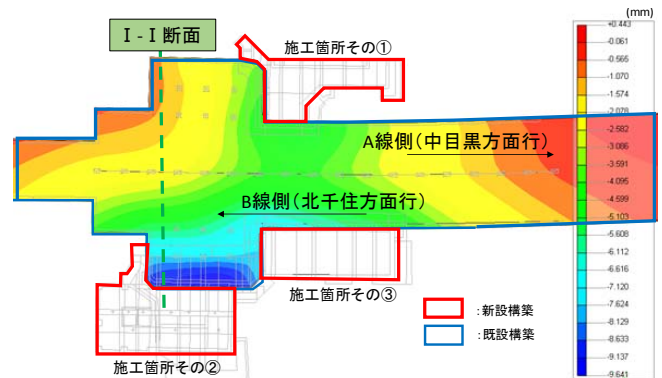 (mm)
Ⅰ-Ⅰ断面
施工箇所その①
A線側(中目黒方面行)
B線側(北千住方面行)
施工箇所その③
施工箇所その②
:新設構築
:既設構築
+0.443
-0.061
-0.565
-1.070
-1.574
-2.078
-2.582
-3.086
-3.591
-4.095
-4.599
-5.103
-5.608
-6.112
-6.616
-7.120
-7.624
-8.129
-8.633
-9.137
-9.641